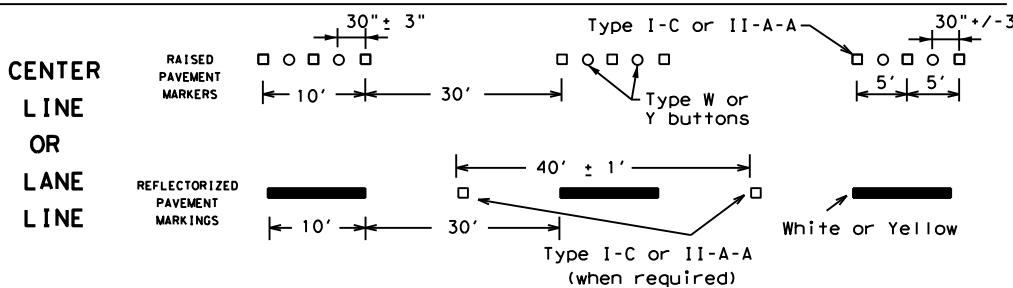 CENTER
LINE
OR
LANE
LINE
RAISED
PAVEMENT
MARKERS
30" ± 3"
10'
30'
Type I-C or II-A-A
30"+/-3
5'
5'
Type W or
Y buttons
REFLECTORIZED
PAVEMENT
MARKINGS
40' ± 1'
10'
30'
Type I-C or II-A-A
(when required)
White or Yellow